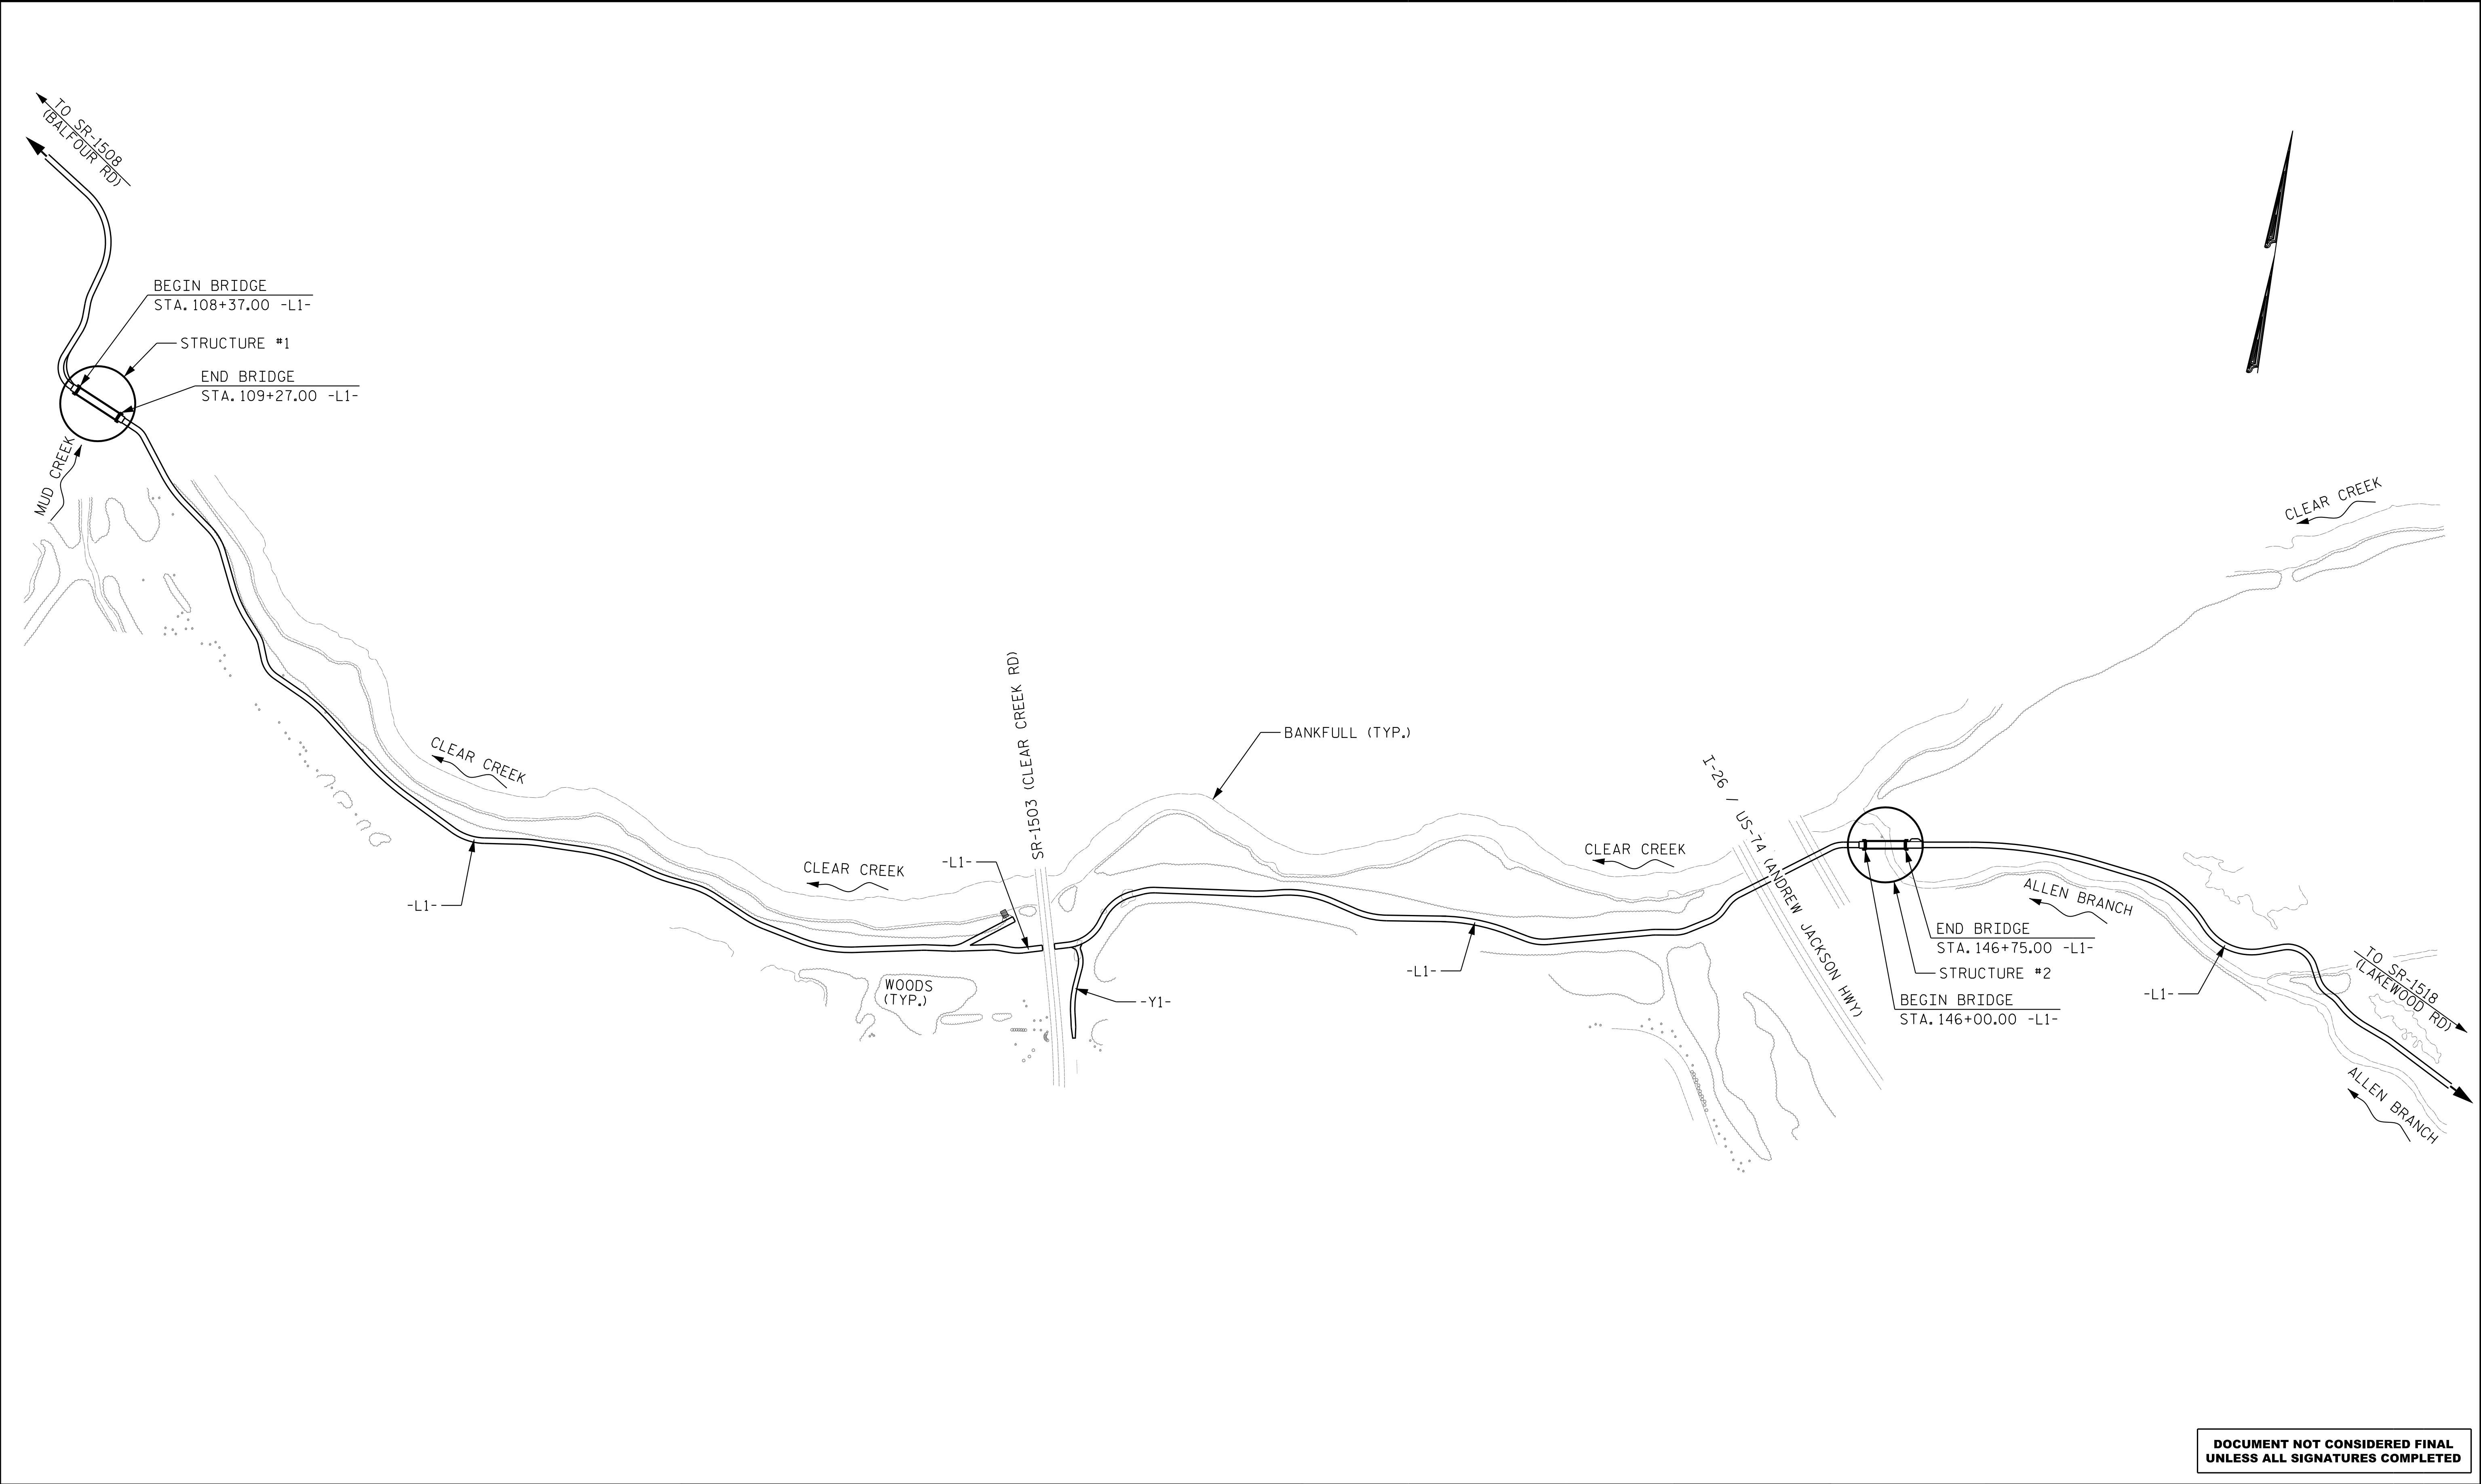 TO SR-1508
(BALFOUR RD)
BEGIN BRIDGE
STA. 108+37.00 -L1-
STRUCTURE #1
END BRIDGE
STA. 109+27.00 -L1-
MUD CREEK
CLEAR CREEK
-L1-
CLEAR CREEK
-L1-
SR-1503 (CLEAR CREEK RD)
WOODS
(TYP.)
-Y1-
BANKFULL (TYP.)
CLEAR CREEK
-L1-
I-26 / US-74 (ANDREW JACKSON HWY)
CLEAR CREEK
ALLEN BRANCH
END BRIDGE
STA. 146+75.00 -L1-
STRUCTURE #2
BEGIN BRIDGE
STA. 146+00.00 -L1-
-L1-
TO SR-1518
(LAKEWOOD RD)
ALLEN BRANCH
DOCUMENT NOT CONSIDERED FINAL
UNLESS ALL SIGNATURES COMPLETED